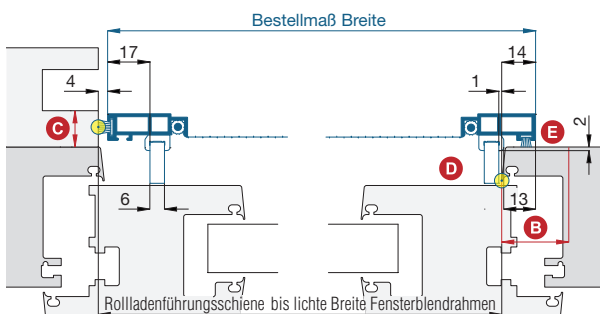 Bestellmaß Breite
17
14
4
1
2
C
E
D
6
13
B
Rollladenführungsschiene bis lichte Breite Fensterblendrahmen